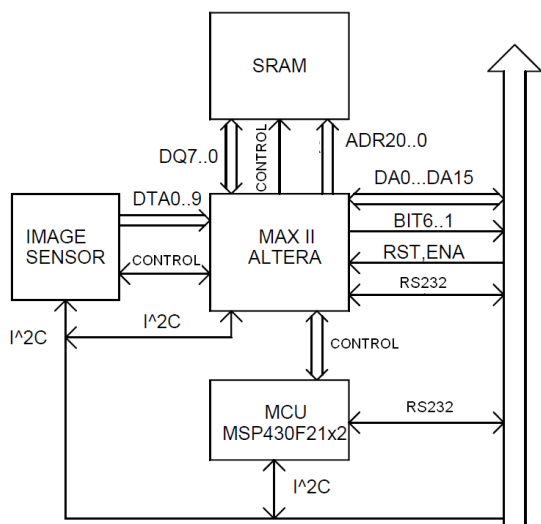 SRAM
DQ7..0
CONTROL
ADR20..0
DTA0..9
DA0...DA15
IMAGE
SENSOR
MAX II
ALTERA
BIT6..1
CONTROL
RST,ENA
RS232
I^2C
I^2C
CONTROL
MCU
MSP430F21x2
RS232
I^2C